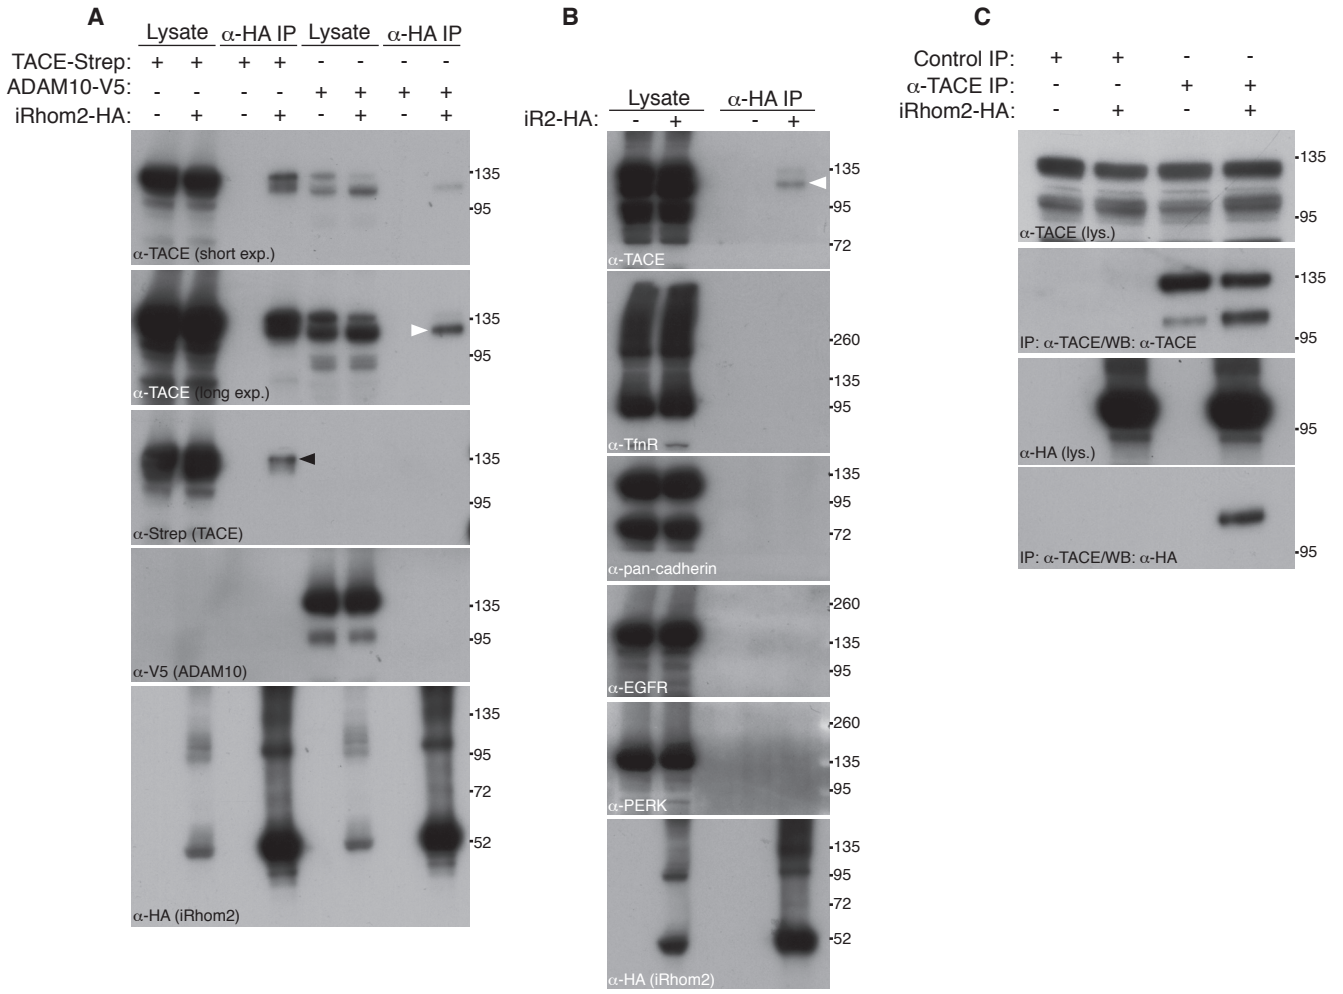 A
Lysate α-HA IP Lysate α-HA IP
TACE-Strep: + + + + - - - -
ADAM10-V5: - - - - + + + +
iRhom2-HA: - + - + - + - +
135
95
α-TACE (short exp.)
135
95
α-TACE (long exp.)
135
95
α-Strep (TACE)
135
95
α-V5 (ADAM10)
135
95
72
52
α-HA (iRhom2)
B
Lysate α-HA IP
iR2-HA: - + - +
135
95
72
α-TACE
260
135
95
α-TfnR
135
95
72
α-pan-cadherin
260
135
95
α-EGFR
260
135
95
α-PERK
135
95
72
52
α-HA (iRhom2)
C
Control IP: + + - -
α-TACE IP: - - + +
iRhom2-HA: - + - +
135
95
α-TACE (lys.)
135
95
IP: α-TACE/WB: α-TACE
95
α-HA (lys.)
95
IP: α-TACE/WB: α-HA